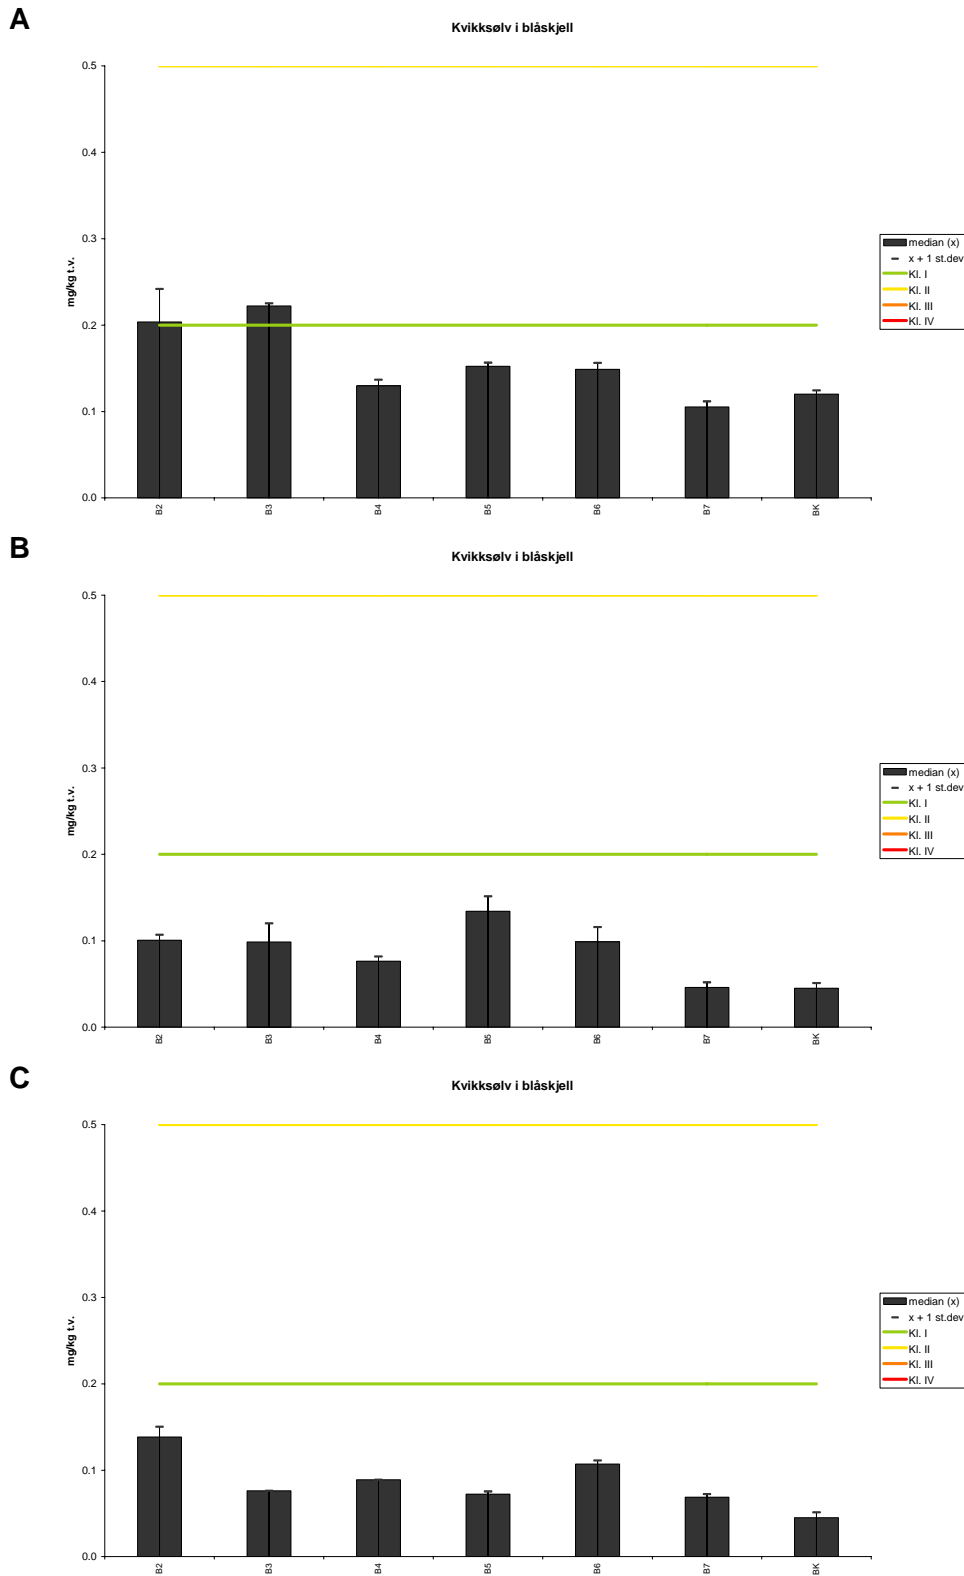 A
Kvikksølv i blåskjell
0.5
0.4
0.3
0.2
0.1
0.0
mg/kg t.v.
B2
B3
B4
B5
B6
B7
BK
median (x)
x + 1 st.dev
Kl. I
Kl. II
Kl. III
Kl. IV
B
Kvikksølv i blåskjell
0.5
0.4
0.3
0.2
0.1
0.0
mg/kg t.v.
B2
B3
B4
B5
B6
B7
BK
median (x)
x + 1 st.dev
Kl. I
Kl. II
Kl. III
Kl. IV
C
Kvikksølv i blåskjell
0.5
0.4
0.3
0.2
0.1
0.0
mg/kg t.v.
B2
B3
B4
B5
B6
B7
BK
median (x)
x + 1 st.dev
Kl. I
Kl. II
Kl. III
Kl. IV